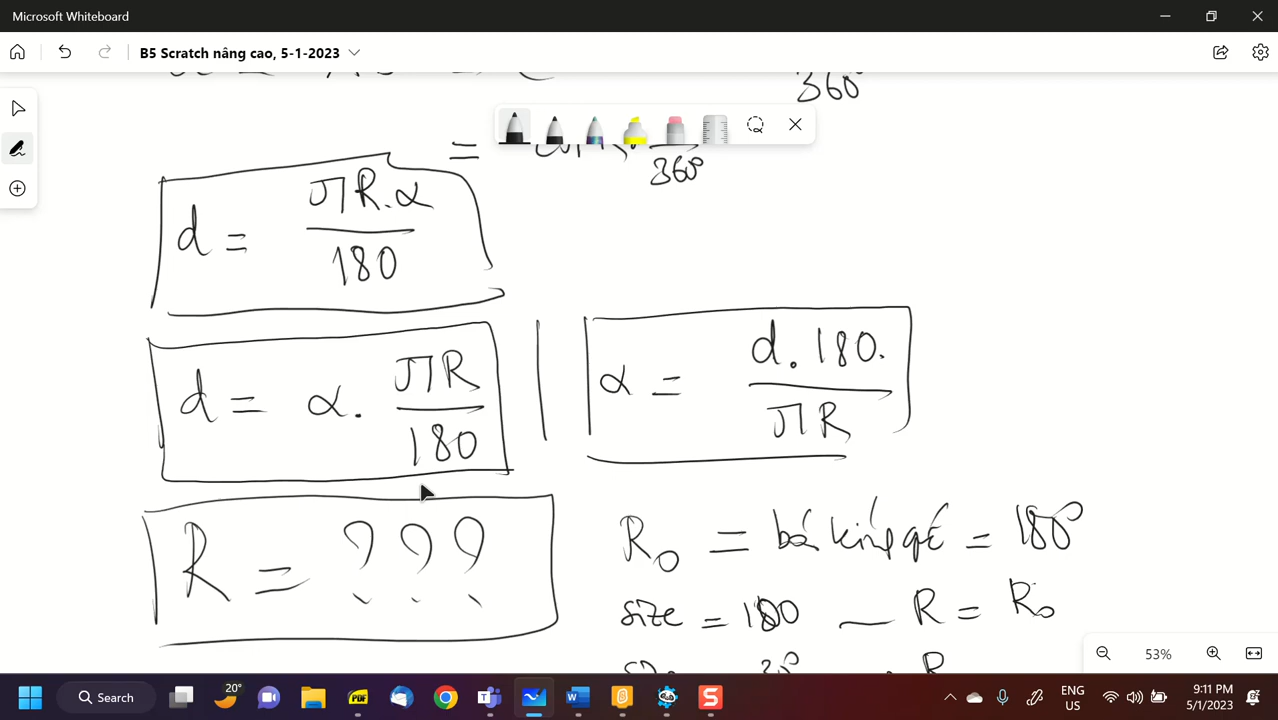 Microsoft Whiteboard
B5 Scratch nâng cao, 5-1-2023
360°
=
360°
d = πR.α / 180
d = α. πR / 180
α = d. 180. / πR
R = ???
R₀ = bán kính gốc = 180°
size = 180 — R = R₀
53%
Search
20°
ENG
US
9:11 PM
5/1/2023